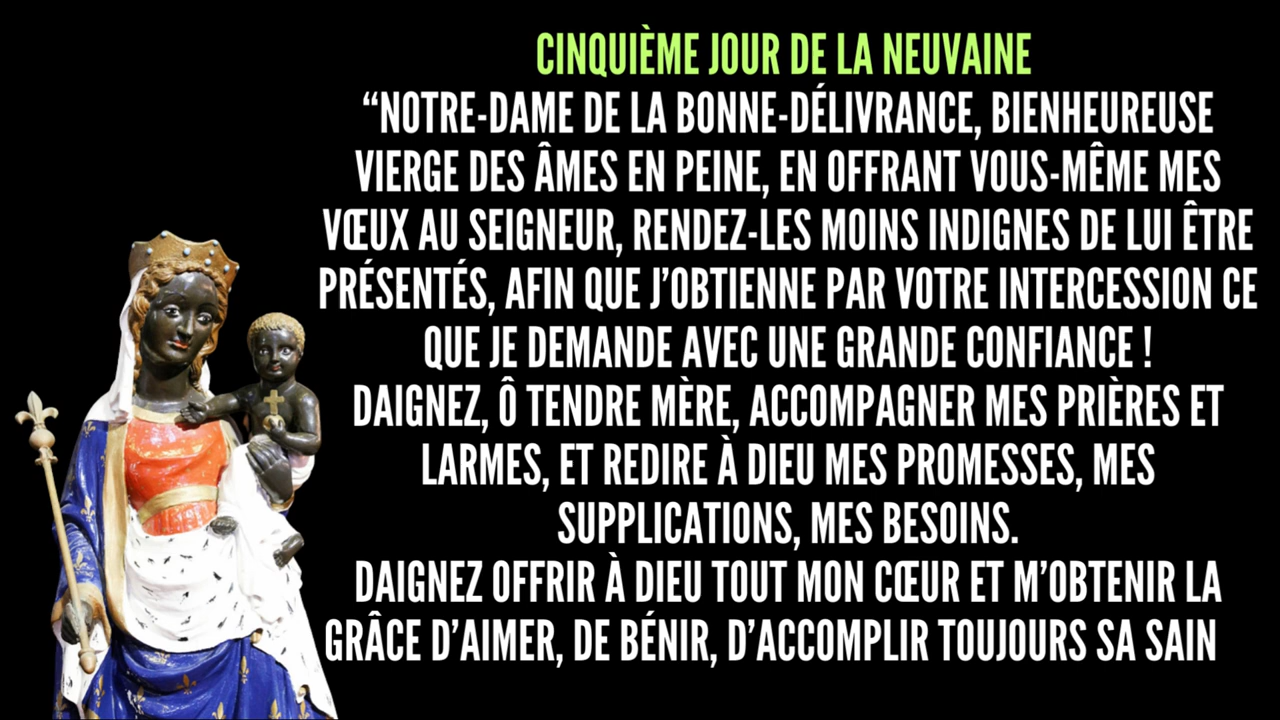 CINQUIÈME JOUR DE LA NEUVAINE
“NOTRE-DAME DE LA BONNE-DÉLIVRANCE, BIENHEUREUSE
VIERGE DES ÂMES EN PEINE, EN OFFRANT VOUS-MÊME MES
VŒUX AU SEIGNEUR, RENDEZ-LES MOINS INDIGNES DE LUI ÊTRE
PRÉSENTÉS, AFIN QUE J’OBTIENNE PAR VOTRE INTERCESSION CE
QUE JE DEMANDE AVEC UNE GRANDE CONFIANCE !
DAIGNEZ, Ô TENDRE MÈRE, ACCOMPAGNER MES PRIÈRES ET
LARMES, ET REDIRE À DIEU MES PROMESSES, MES
SUPPLICATIONS, MES BESOINS.
DAIGNEZ OFFRIR À DIEU TOUT MON CŒUR ET M’OBTENIR LA
GRÂCE D’AIMER, DE BÉNIR, D’ACCOMPLIR TOUJOURS SA SAIN